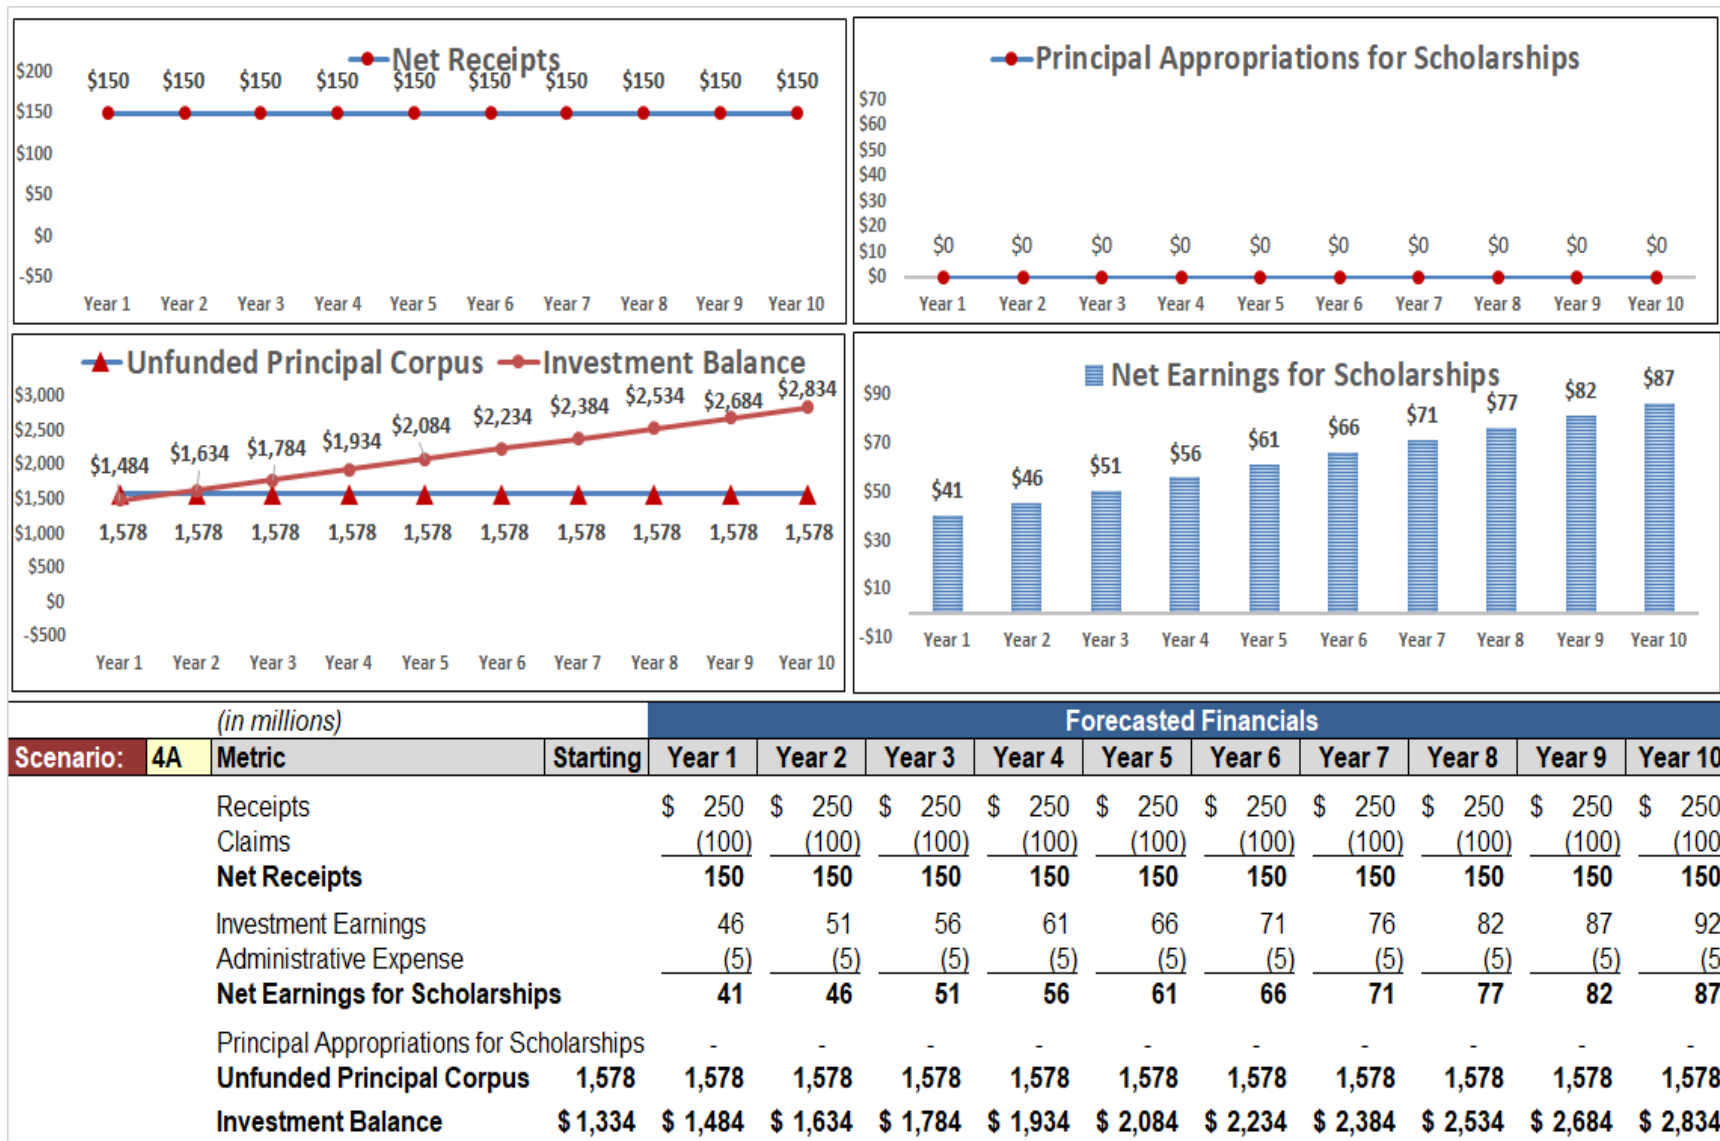 Net Receipts
$200
$150
$100
$50
$0
-$50
$150 $150 $150 $150 $150 $150 $150 $150 $150 $150
Year 1 Year 2 Year 3 Year 4 Year 5 Year 6 Year 7 Year 8 Year 9 Year 10
Principal Appropriations for Scholarships
$70
$60
$50
$40
$30
$20
$10
$0
$0 $0 $0 $0 $0 $0 $0 $0 $0 $0
Year 1 Year 2 Year 3 Year 4 Year 5 Year 6 Year 7 Year 8 Year 9 Year 10
Unfunded Principal Corpus Investment Balance
$3,000
$2,500
$2,000
$1,500
$1,000
$500
$0
-$500
$1,484 $1,634 $1,784 $1,934 $2,084 $2,234 $2,384 $2,534 $2,684 $2,834
1,578 1,578 1,578 1,578 1,578 1,578 1,578 1,578 1,578 1,578
Year 1 Year 2 Year 3 Year 4 Year 5 Year 6 Year 7 Year 8 Year 9 Year 10
Net Earnings for Scholarships
$90
$70
$50
$30
$10
-$10
$41 $46 $51 $56 $61 $66 $71 $77 $82 $87
Year 1 Year 2 Year 3 Year 4 Year 5 Year 6 Year 7 Year 8 Year 9 Year 10
(in millions) Forecasted Financials
Scenario: 4A Metric Starting Year 1 Year 2 Year 3 Year 4 Year 5 Year 6 Year 7 Year 8 Year 9 Year 10
Receipts $ 250 $ 250 $ 250 $ 250 $ 250 $ 250 $ 250 $ 250 $ 250 $ 250
Claims (100) (100) (100) (100) (100) (100) (100) (100) (100) (100
Net Receipts 150 150 150 150 150 150 150 150 150 150
Investment Earnings 46 51 56 61 66 71 76 82 87 92
Administrative Expense (5) (5) (5) (5) (5) (5) (5) (5) (5) (5
Net Earnings for Scholarships 41 46 51 56 61 66 71 77 82 87
Principal Appropriations for Scholarships - - - - - - - - - -
Unfunded Principal Corpus 1,578 1,578 1,578 1,578 1,578 1,578 1,578 1,578 1,578 1,578 1,578
Investment Balance $ 1,334 $ 1,484 $ 1,634 $ 1,784 $ 1,934 $ 2,084 $ 2,234 $ 2,384 $ 2,534 $ 2,684 $ 2,834